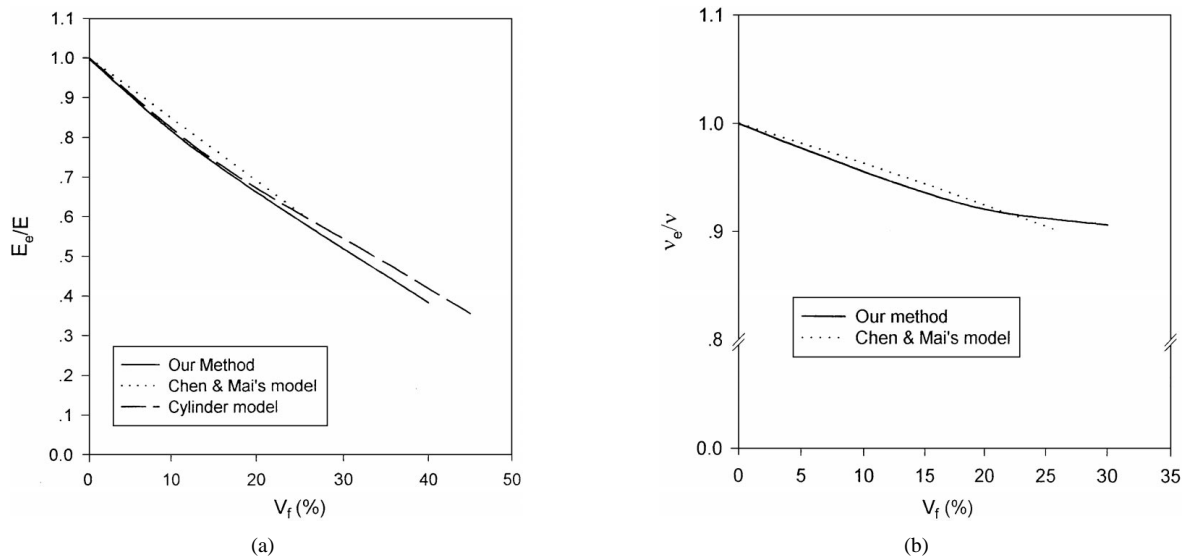 1.1
1.0
.9
.8
.7
.6
.5
.4
.3
.2
.1
0.0
E_e/E
Our Method
Chen & Mai's model
Cylinder model
0 10 20 30 40 50
V_f (%)
(a)
1.1
1.0
.9
.8
0.0
ν_e/ν
Our method
Chen & Mai's model
0 5 10 15 20 25 30 35
V_f (%)
(b)